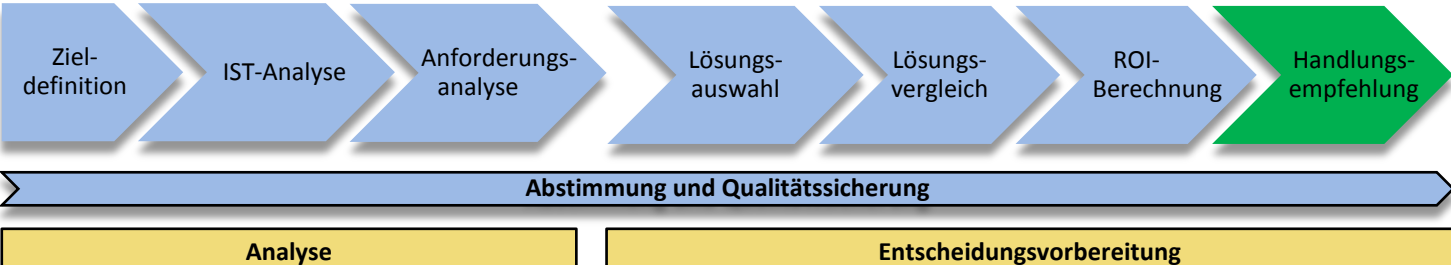 Ziel-
definition
IST-Analyse
Anforderungs-
analyse
Lösungs-
auswahl
Lösungs-
vergleich
ROI-
Berechnung
Handlungs-
empfehlung
Abstimmung und Qualitätssicherung
Analyse
Entscheidungsvorbereitung